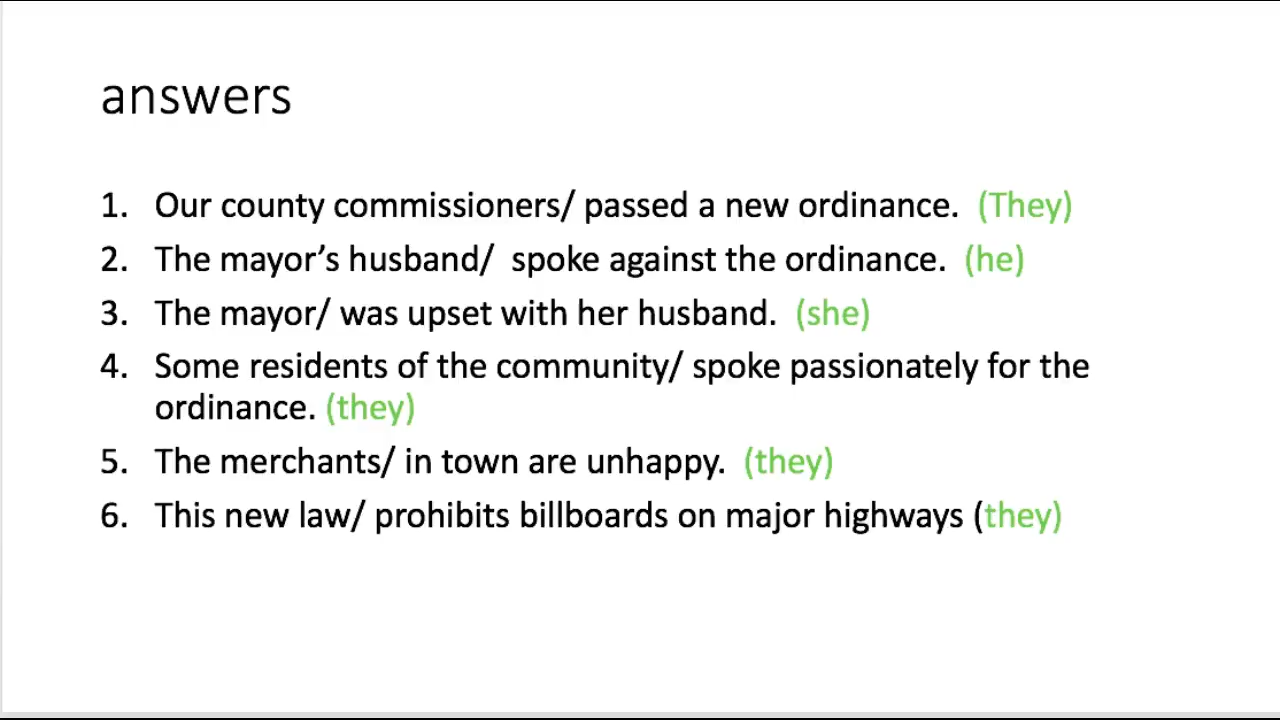 answers
1. Our county commissioners/ passed a new ordinance. (They)
2. The mayor’s husband/ spoke against the ordinance. (he)
3. The mayor/ was upset with her husband. (she)
4. Some residents of the community/ spoke passionately for the
ordinance. (they)
5. The merchants/ in town are unhappy. (they)
6. This new law/ prohibits billboards on major highways (they)